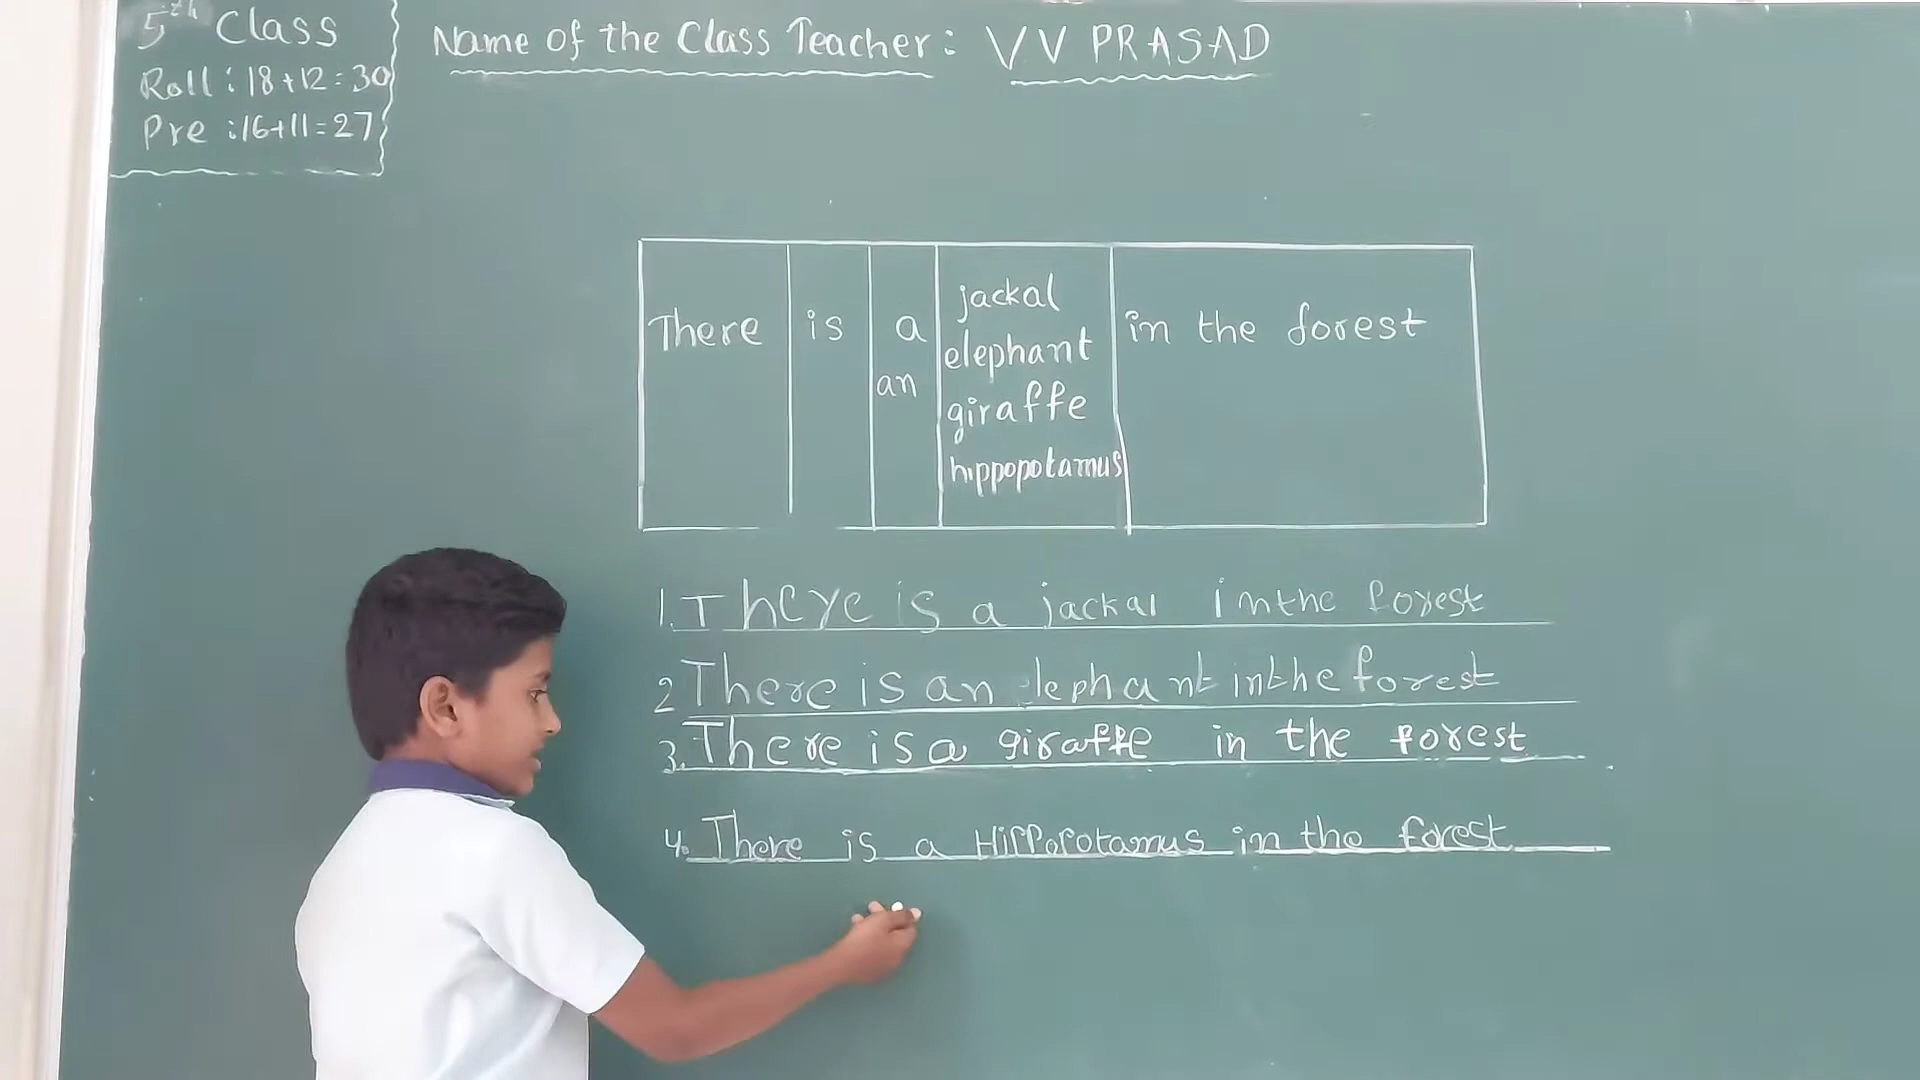 5th Class
Roll : 18+12=30
Pre : 16+11=27
Name of the Class Teacher : V V PRASAD
There is a jackal in the forest
an elephant
giraffe
hippopotamus
1. There is a jackal in the forest
2 There is an elephant in the forest
3. There is a giraffe in the forest
4. There is a Hippopotamus in the forest